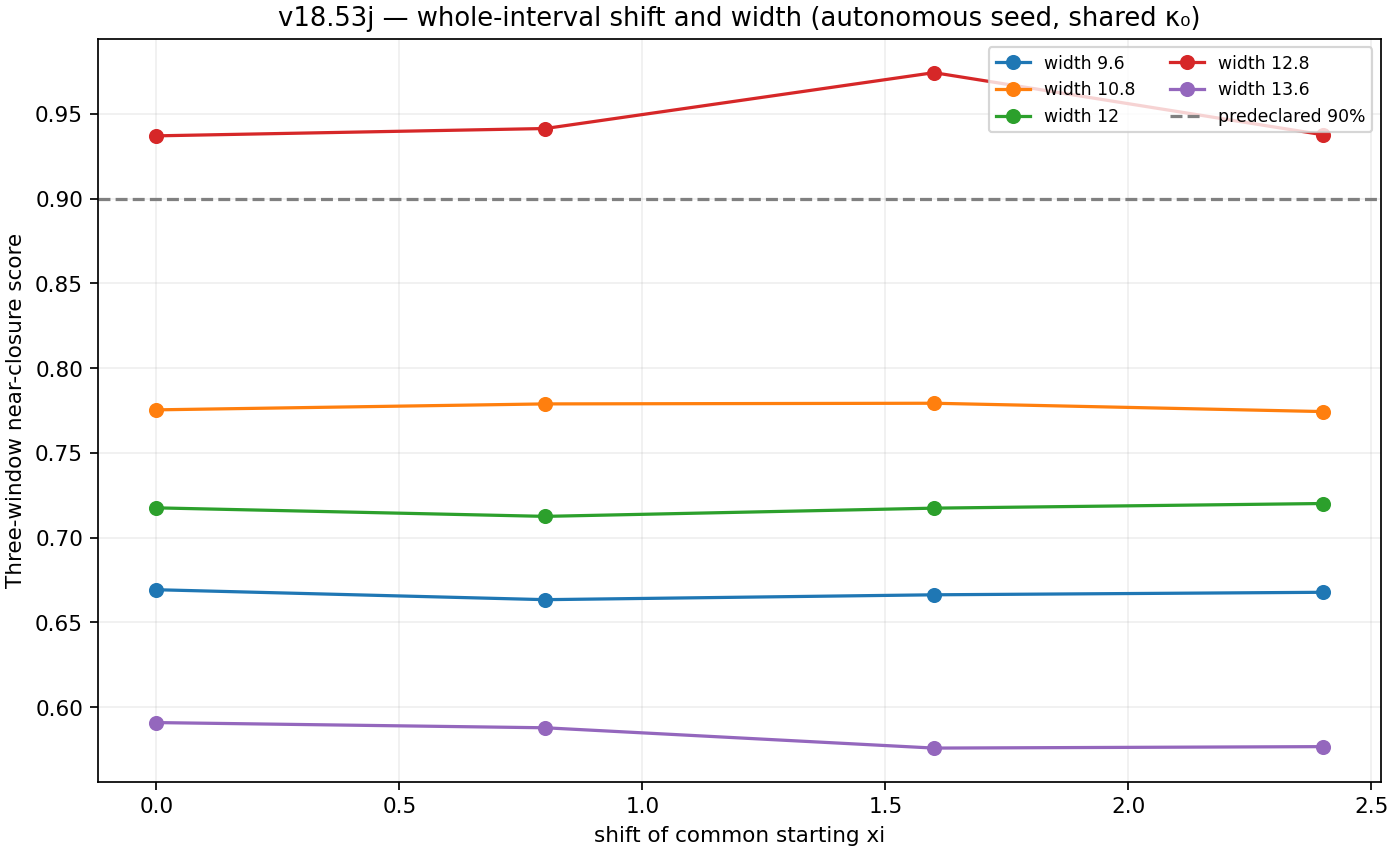 v18.53j — whole-interval shift and width (autonomous seed, shared κ₀)
Three-window near-closure score
0.95
0.90
0.85
0.80
0.75
0.70
0.65
0.60
width 9.6
width 10.8
width 12
width 12.8
width 13.6
predeclared 90%
0.0
0.5
1.0
1.5
2.0
2.5
shift of common starting xi